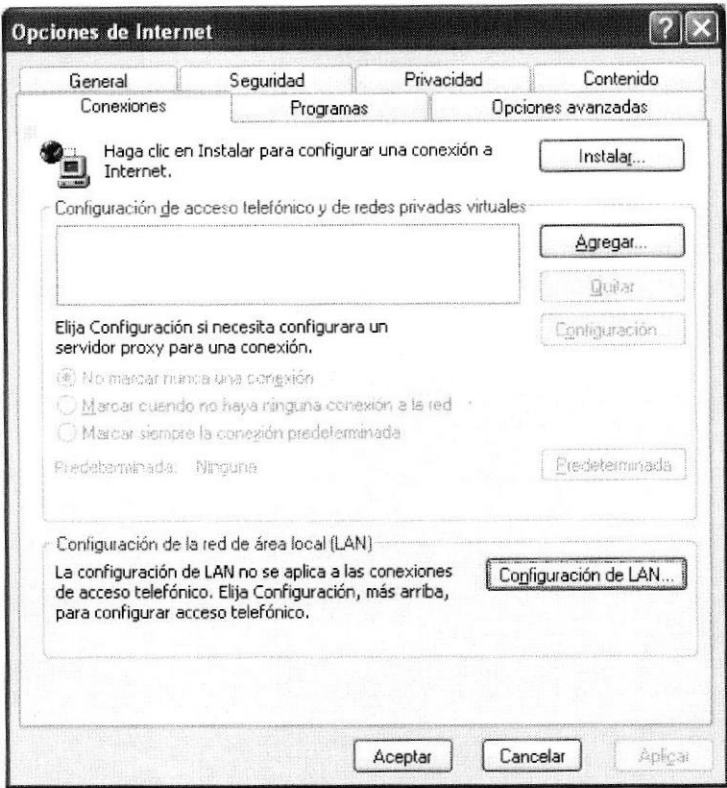 Opciones de Internet
General Seguridad Privacidad Contenido
Conexiones Programas Opciones avanzadas
Haga clic en Instalar para configurar una conexión a
Internet.
Instalar...
Configuración de acceso telefónico y de redes privadas virtuales
Agregar...
Quitar
Elija Configuración si necesita configurara un
servidor proxy para una conexión.
Configuración...
No marcar nunca una conexión
Marcar cuando no haya ninguna conexión a la red
Marcar siempre la conexión predeterminada
Predeterminada: Ninguna
Predeterminada
Configuración de la red de área local (LAN)
La configuración de LAN no se aplica a las conexiones
de acceso telefónico. Elija Configuración, más arriba,
para configurar acceso telefónico.
Configuración de LAN...
Aceptar Cancelar Aplicar